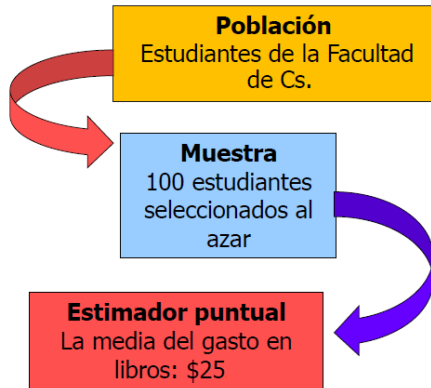 Población
Estudiantes de la Facultad
de Cs.
Muestra
100 estudiantes
seleccionados al
azar
Estimador puntual
La media del gasto en
libros: $25